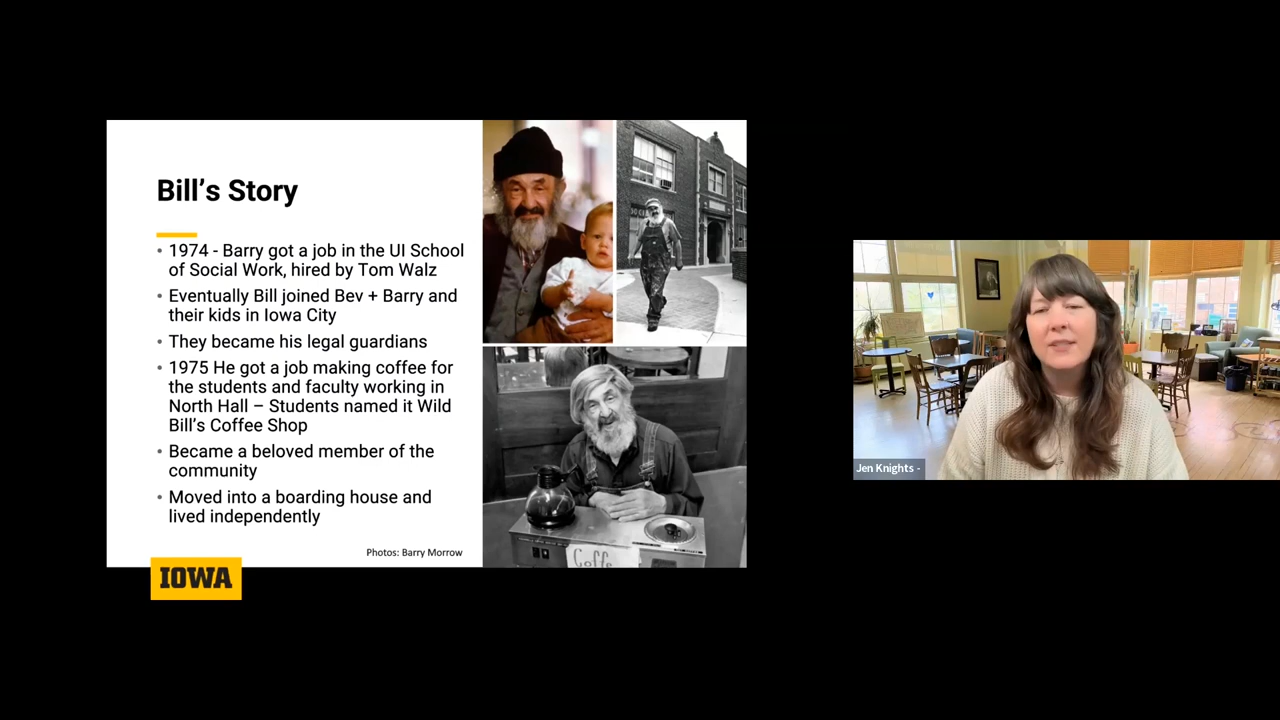 Bill's Story
• 1974 - Barry got a job in the UI School
of Social Work, hired by Tom Walz
• Eventually Bill joined Bev + Barry and
their kids in Iowa City
• They became his legal guardians
• 1975 He got a job making coffee for
the students and faculty working in
North Hall – Students named it Wild
Bill's Coffee Shop
• Became a beloved member of the
community
• Moved into a boarding house and
lived independently
Photos: Barry Morrow
IOWA
Jen Knights -